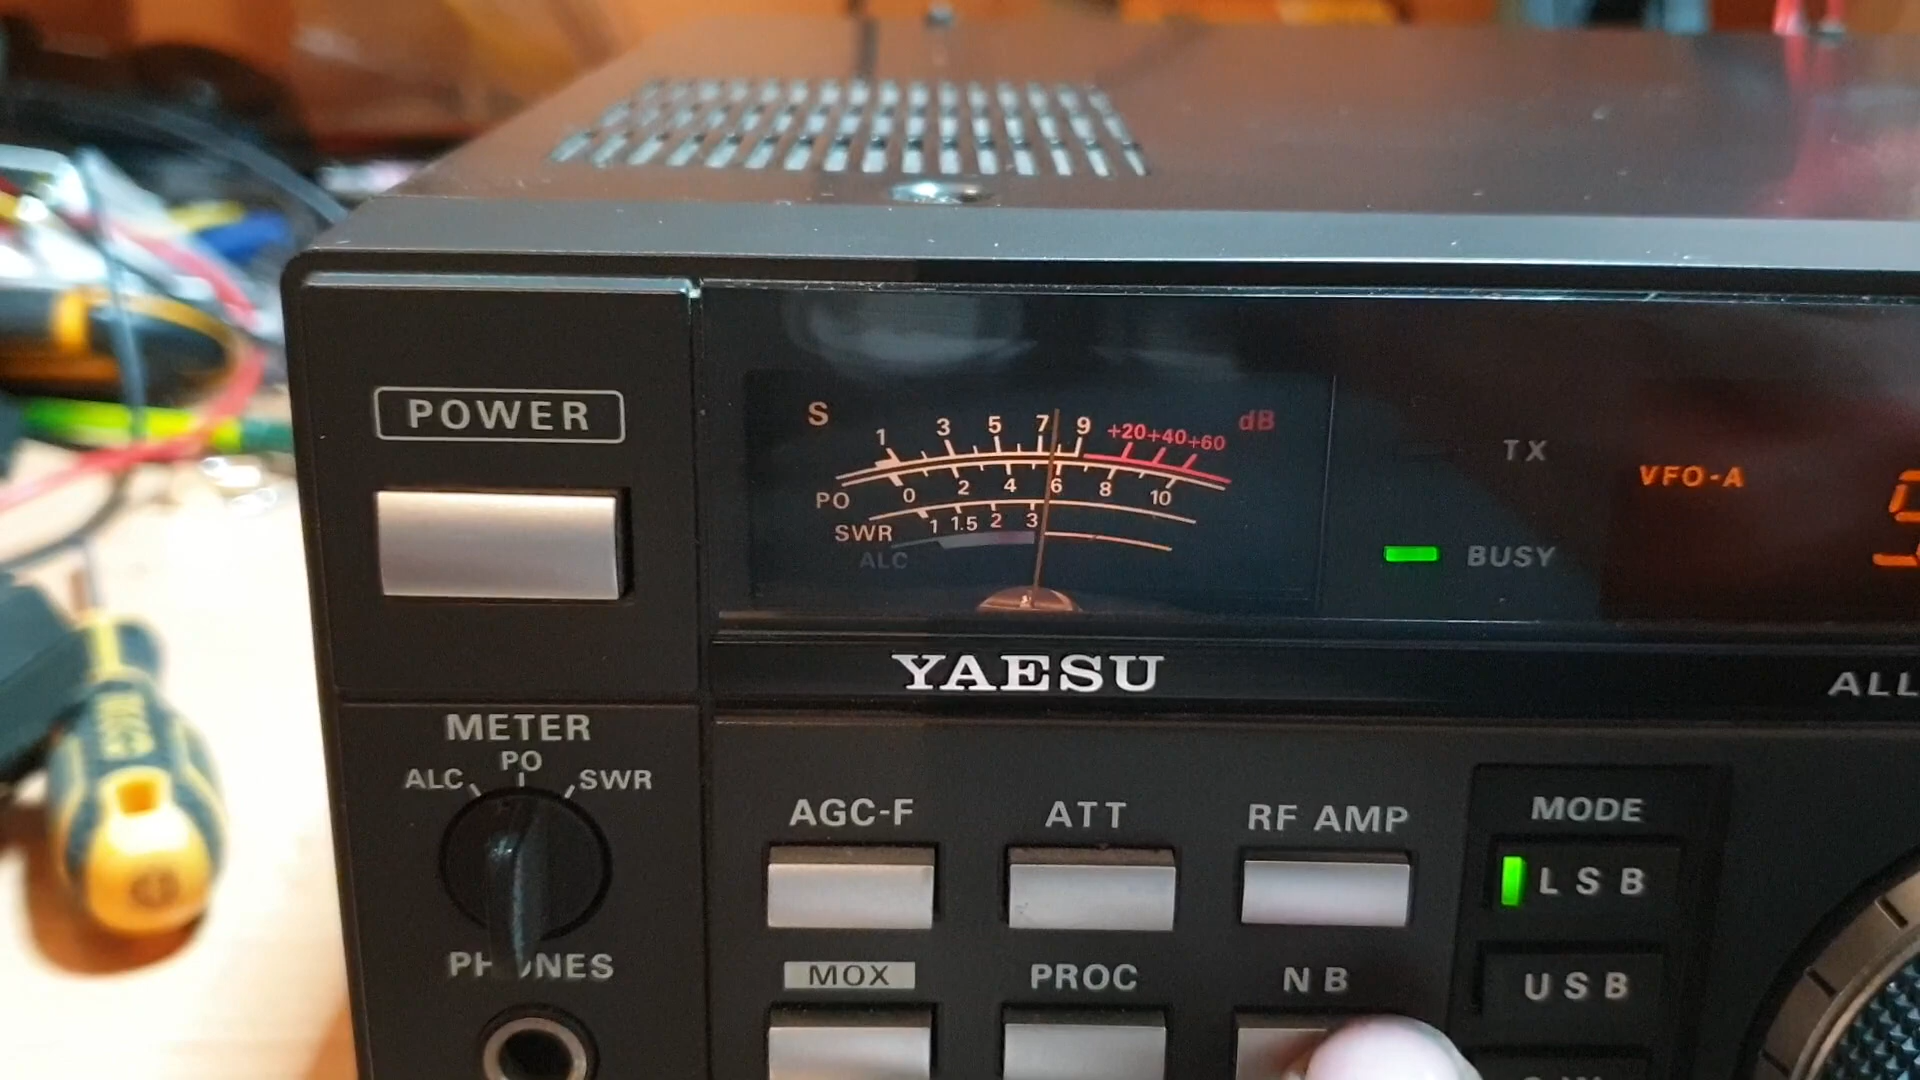 POWER
S 1 3 5 7 9 +20 +40 +60 dB
PO 0 2 4 6 8 10
SWR 1 1.5 2 3
ALC
TX
BUSY
VFO-A
YAESU
ALL
METER
ALC PO SWR
PHONES
AGC-F ATT RF AMP
MOX PROC NB
MODE
LSB
USB